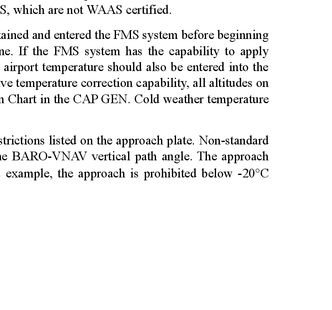 S, which are not WAAS certified.
ained and entered the FMS system before beginning
ne. If the FMS system has the capability to apply
airport temperature should also be entered into the
ve temperature correction capability, all altitudes on
n Chart in the CAP GEN. Cold weather temperature
strictions listed on the approach plate. Non-standard
he BARO-VNAV vertical path angle. The approach
example, the approach is prohibited below -20°C